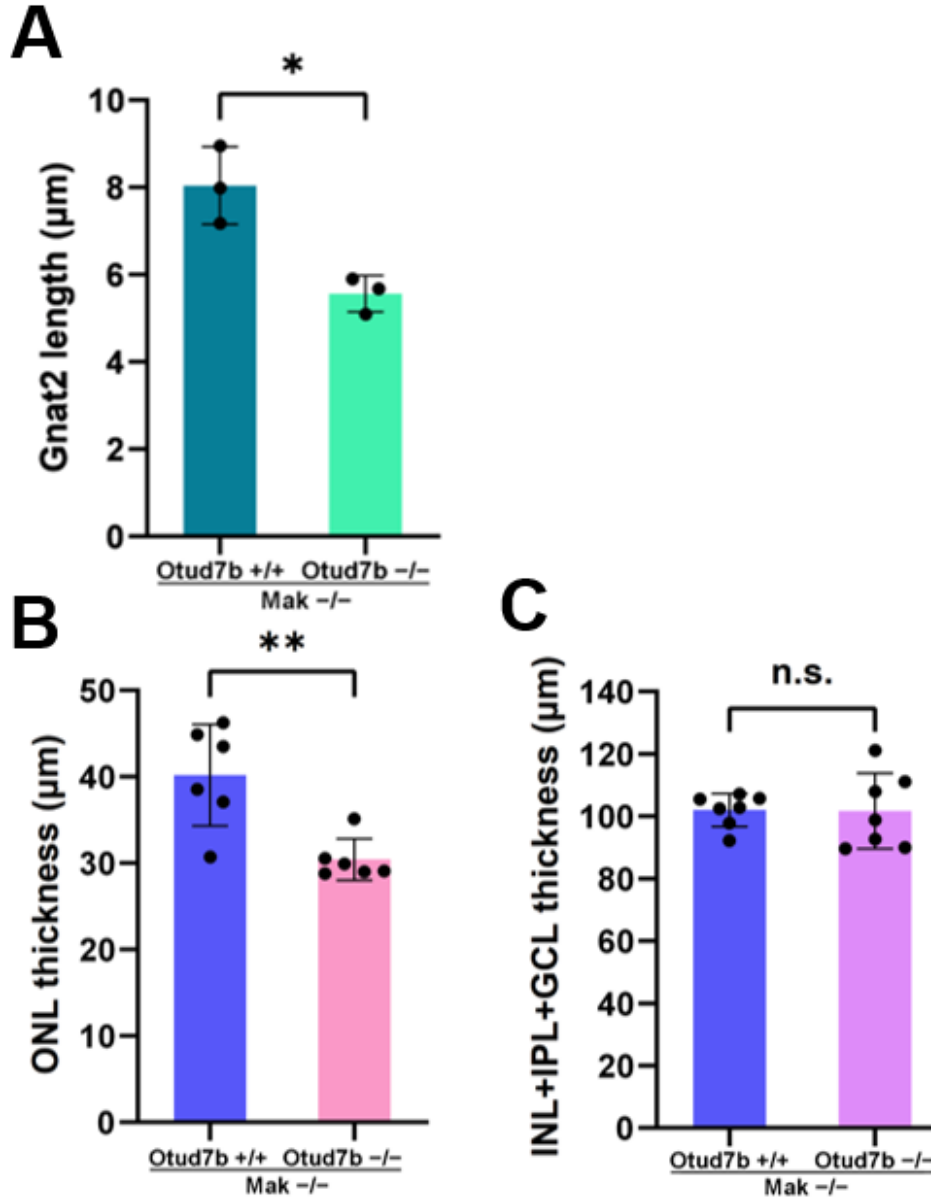 A
*
10
8
6
4
2
0
Gnat2 length (μm)
Otud7b +/+ Otud7b −/−
Mak −/−
B
**
50
40
30
20
10
0
ONL thickness (μm)
Otud7b +/+ Otud7b −/−
Mak −/−
C
n.s.
140
120
100
80
60
40
20
0
INL+IPL+GCL thickness (μm)
Otud7b +/+ Otud7b −/−
Mak −/−